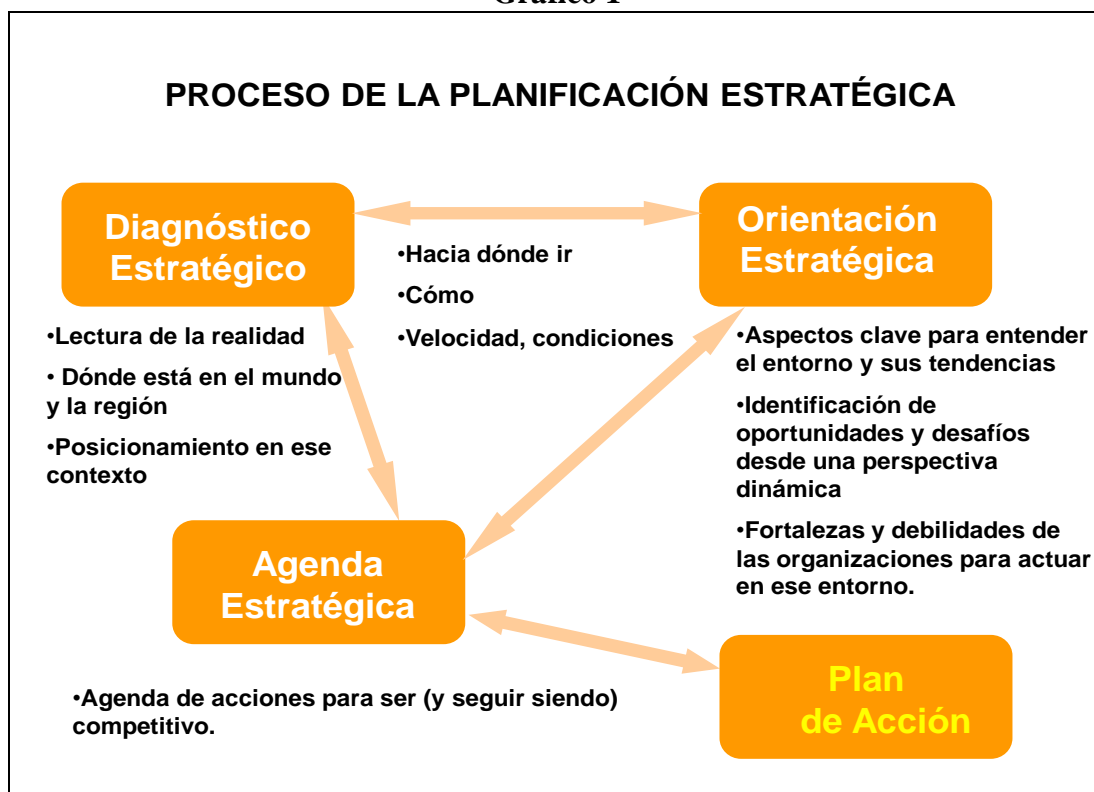 Gráfico 1
PROCESO DE LA PLANIFICACIÓN ESTRATÉGICA
Diagnóstico
Estratégico
Orientación
Estratégica
•Hacia dónde ir
•Cómo
•Velocidad, condiciones
•Lectura de la realidad
• Dónde está en el mundo
y la región
•Posicionamiento en ese
contexto
•Aspectos clave para entender
el entorno y sus tendencias
•Identificación de
oportunidades y desafíos
desde una perspectiva
dinámica
•Fortalezas y debilidades de
las organizaciones para actuar
en ese entorno.
Agenda
Estratégica
•Agenda de acciones para ser (y seguir siendo)
competitivo.
Plan
de Acción